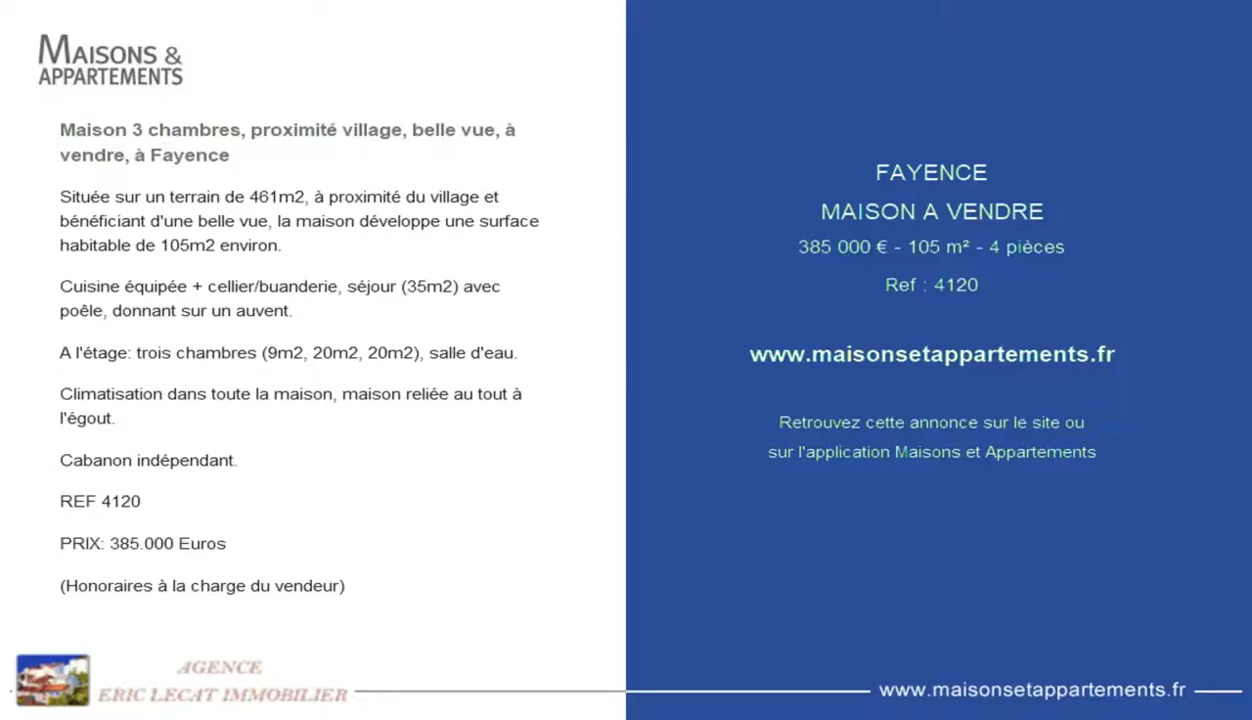 MAISONS &
APPARTEMENTS
Maison 3 chambres, proximité village, belle vue, à
vendre, à Fayence
Située sur un terrain de 461m2, à proximité du village et
bénéficiant d'une belle vue, la maison développe une surface
habitable de 105m2 environ.
Cuisine équipée + cellier/buanderie, séjour (35m2) avec
poêle, donnant sur un auvent.
A l'étage: trois chambres (9m2, 20m2, 20m2), salle d'eau.
Climatisation dans toute la maison, maison reliée au tout à
l'égout.
Cabanon indépendant.
REF 4120
PRIX: 385.000 Euros
(Honoraires à la charge du vendeur)
AGENCE
ERIC LECAT IMMOBILIER
FAYENCE
MAISON A VENDRE
385 000 € - 105 m² - 4 pièces
Ref : 4120
www.maisonsetappartements.fr
Retrouvez cette annonce sur le site ou
sur l'application Maisons et Appartements
www.maisonsetappartements.fr